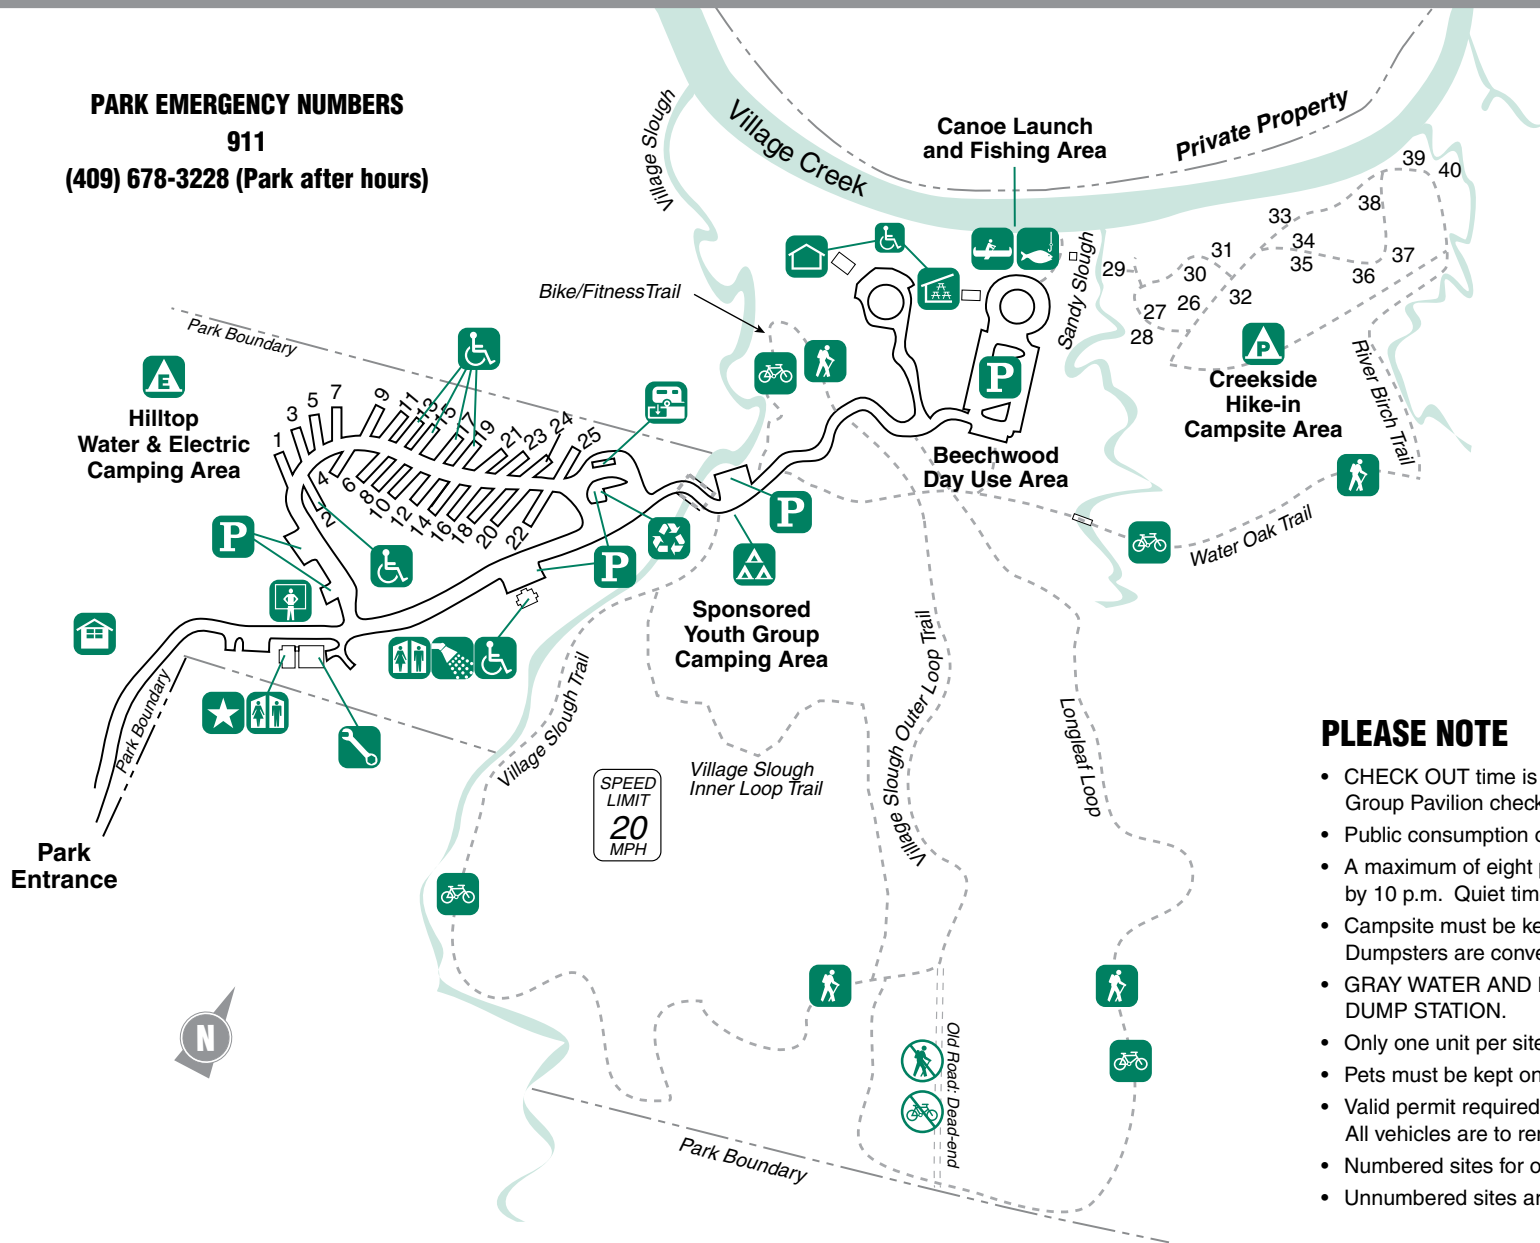 PARK EMERGENCY NUMBERS
911
(409) 678-3228 (Park after hours)
Village Slough
Village Creek
Canoe Launch
and Fishing Area
Private Property
39
40
38
33
34
35
31
37
36
30
29
32
26
27
28
Sandy Slough
P
Creekside
Hike-in
Campsite Area
River Birch Trail
Bike/FitnessTrail
Park Boundary
E
Hilltop
Water & Electric
Camping Area
1
3
5
7
9
11
13
15
17
19
21
23
24
25
2
4
6
8
10
12
14
16
18
20
22
P
P
P
P
Beechwood
Day Use Area
Water Oak Trail
Sponsored
Youth Group
Camping Area
Village Slough Trail
Village Slough Outer Loop Trail
Longleaf Loop
Village Slough
Inner Loop Trail
SPEED
LIMIT
20
MPH
Park Boundary
Park
Entrance
N
Old Road: Dead-end
Park Boundary
PLEASE NOTE
• CHECK OUT time is
Group Pavilion check
• Public consumption o
• A maximum of eight p
by 10 p.m. Quiet tim
• Campsite must be ke
Dumpsters are conve
• GRAY WATER AND
DUMP STATION.
• Only one unit per site
• Pets must be kept on
• Valid permit required
All vehicles are to re
• Numbered sites for o
• Unnumbered sites a